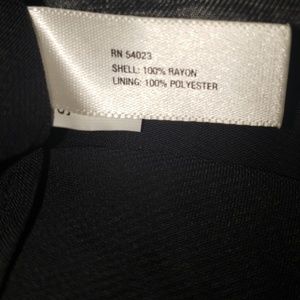 RN 54023
SHELL: 100% RAYON
LINING: 100% POLYESTER